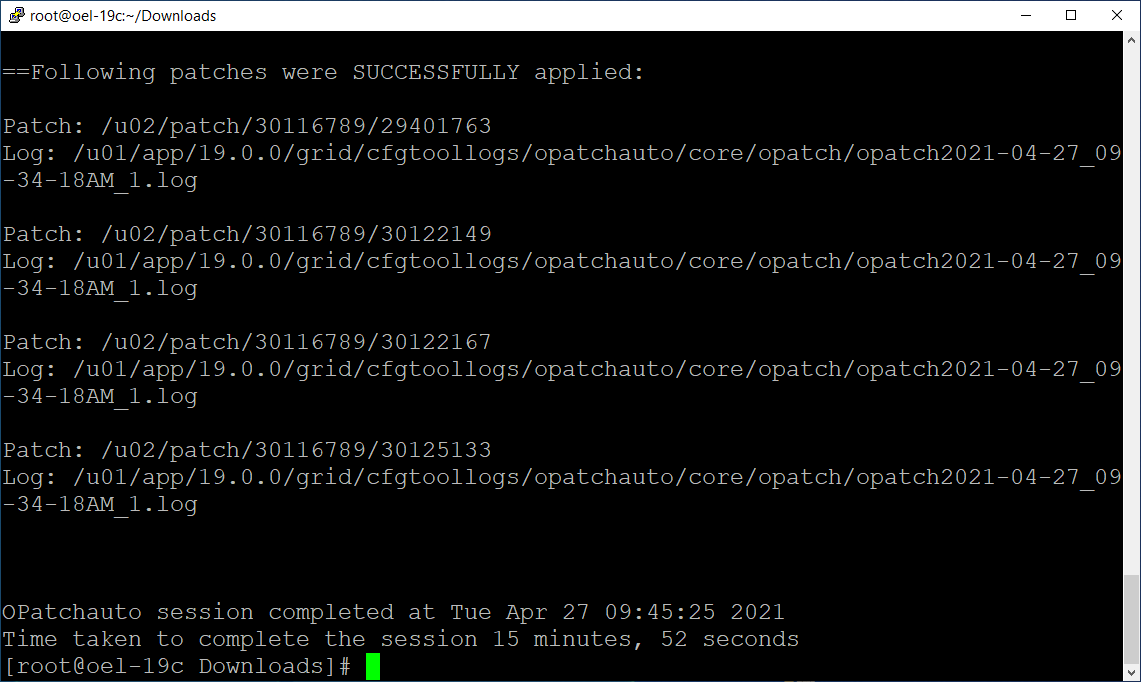 root@oel-19c:~/Downloads
==Following patches were SUCCESSFULLY applied:
Patch: /u02/patch/30116789/29401763
Log: /u01/app/19.0.0/grid/cfgtoollogs/opatchauto/core/opatch/opatch2021-04-27_09
-34-18AM_1.log
Patch: /u02/patch/30116789/30122149
Log: /u01/app/19.0.0/grid/cfgtoollogs/opatchauto/core/opatch/opatch2021-04-27_09
-34-18AM_1.log
Patch: /u02/patch/30116789/30122167
Log: /u01/app/19.0.0/grid/cfgtoollogs/opatchauto/core/opatch/opatch2021-04-27_09
-34-18AM_1.log
Patch: /u02/patch/30116789/30125133
Log: /u01/app/19.0.0/grid/cfgtoollogs/opatchauto/core/opatch/opatch2021-04-27_09
-34-18AM_1.log
OPatchauto session completed at Tue Apr 27 09:45:25 2021
Time taken to complete the session 15 minutes, 52 seconds
[root@oel-19c Downloads]#